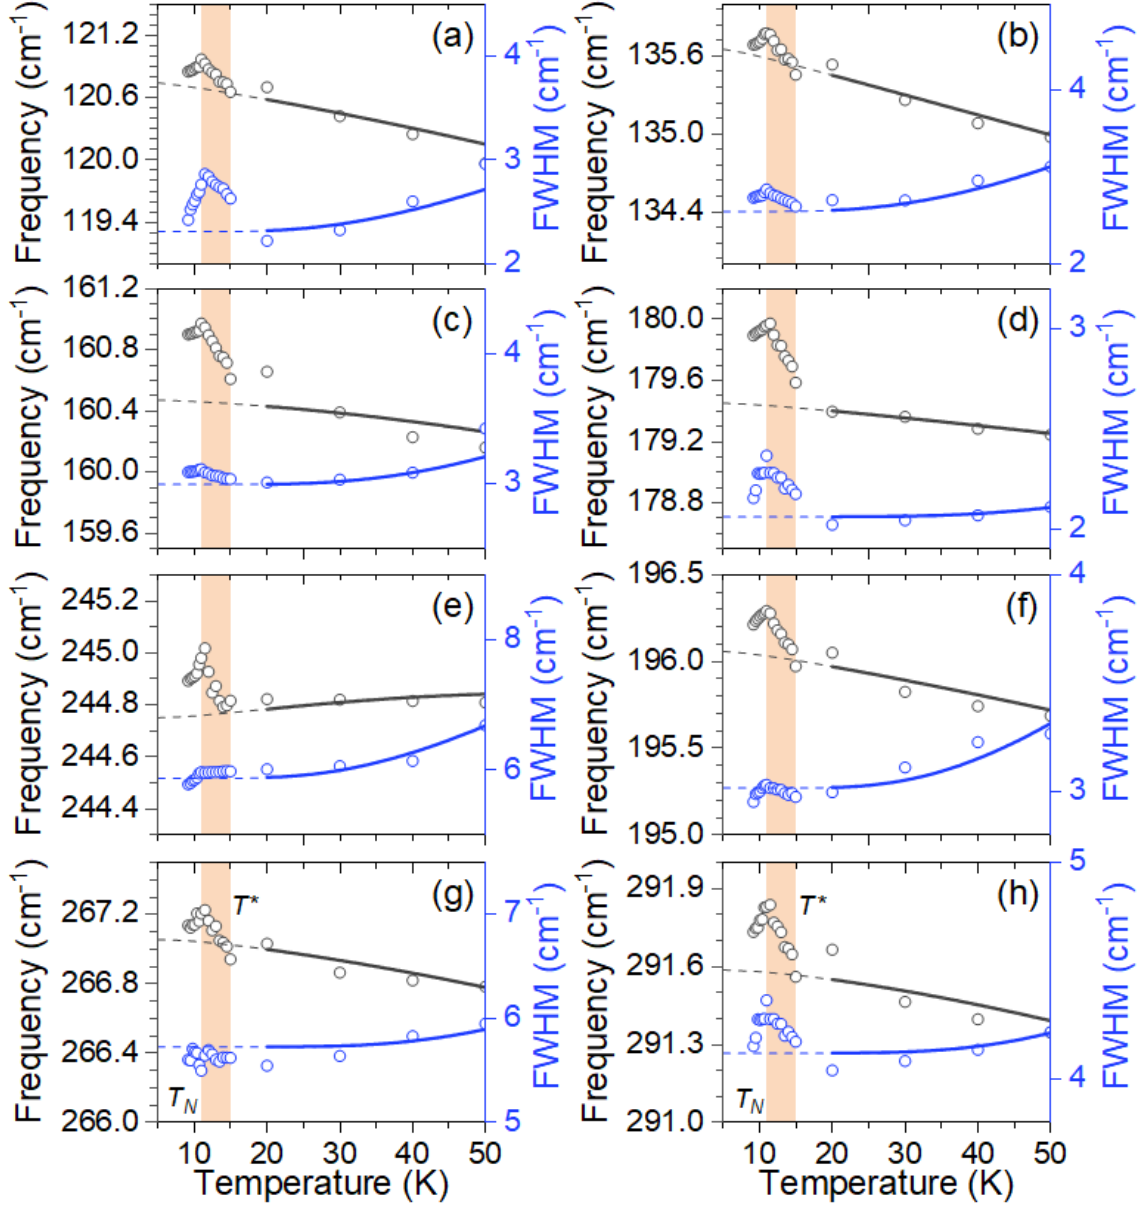 (a)
Frequency (cm⁻¹)
121.2
120.6
120.0
119.4
4
3
2
FWHM (cm⁻¹)
(b)
Frequency (cm⁻¹)
135.6
135.0
134.4
4
3
2
FWHM (cm⁻¹)
(c)
Frequency (cm⁻¹)
161.2
160.8
160.4
160.0
159.6
4
3
FWHM (cm⁻¹)
(d)
Frequency (cm⁻¹)
180.0
179.6
179.2
178.8
3
2
FWHM (cm⁻¹)
(e)
Frequency (cm⁻¹)
245.2
245.0
244.8
244.6
244.4
8
6
FWHM (cm⁻¹)
(f)
Frequency (cm⁻¹)
196.5
196.0
195.5
195.0
4
3
FWHM (cm⁻¹)
(g)
Frequency (cm⁻¹)
267.2
266.8
266.4
266.0
T*
T_N
7
6
5
FWHM (cm⁻¹)
10 20 30 40 50
Temperature (K)
(h)
Frequency (cm⁻¹)
291.9
291.6
291.3
291.0
T*
T_N
5
4
FWHM (cm⁻¹)
10 20 30 40 50
Temperature (K)